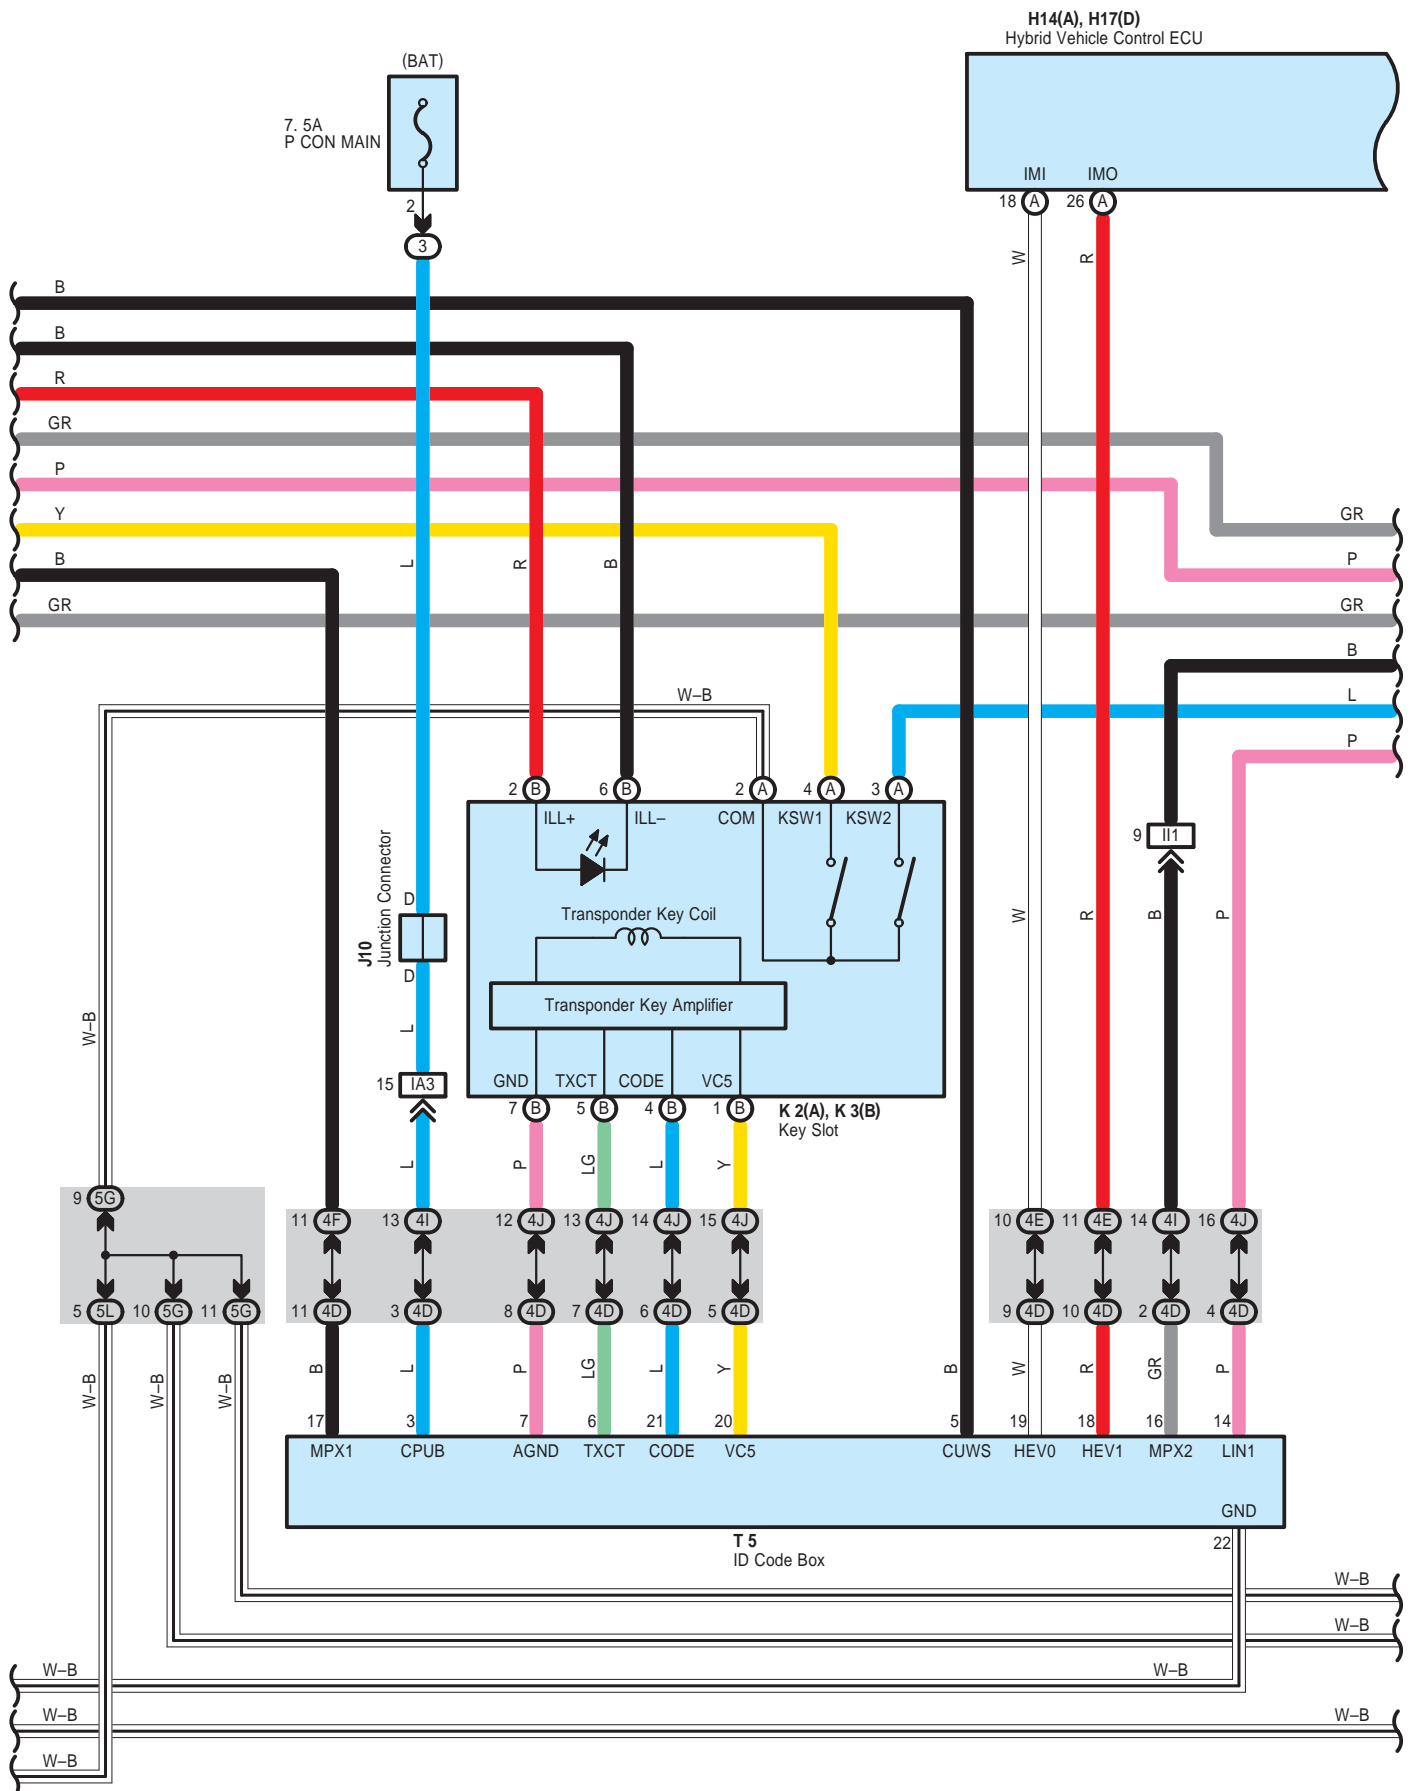 H14(A), H17(D)
Hybrid Vehicle Control ECU
(BAT)
7. 5A
P CON MAIN
IMI IMO
18 A 26 A
2
3
W R
B
B
R
GR
P
Y
B
GR
L R B
GR
P
GR
B
L
P
W–B
2 B 6 B 2 A 4 A 3 A
ILL+ ILL– COM KSW1 KSW2
9 II1
J10
Junction Connector
D
D
Transponder Key Coil
Transponder Key Amplifier
W R B P
W–B
L
15 IA3
GND TXCT CODE VC5
7 B 5 B 4 B 1 B
K 2(A), K 3(B)
Key Slot
L P LG L Y
9 5G
11 4F 13 4I 12 4J 13 4J 14 4J 15 4J 10 4E 11 4E 14 4I 16 4J
5 5L 10 5G 11 5G 11 4D 3 4D 8 4D 7 4D 6 4D 5 4D 9 4D 10 4D 2 4D 4 4D
W–B W–B W–B B L P LG L Y B W R GR P
17 3 7 6 21 20 5 19 18 16 14
MPX1 CPUB AGND TXCT CODE VC5 CUWS HEV0 HEV1 MPX2 LIN1
GND
22
T 5
ID Code Box
W–B
W–B
W–B W–B
W–B W–B
W–B